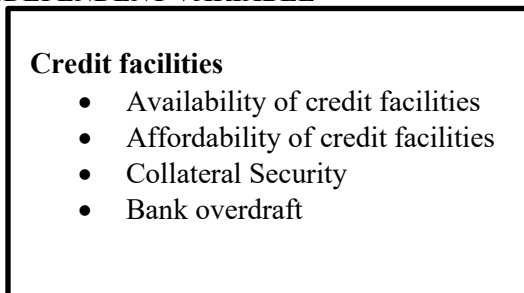 Credit facilities
• Availability of credit facilities
• Affordability of credit facilities
• Collateral Security
• Bank overdraft